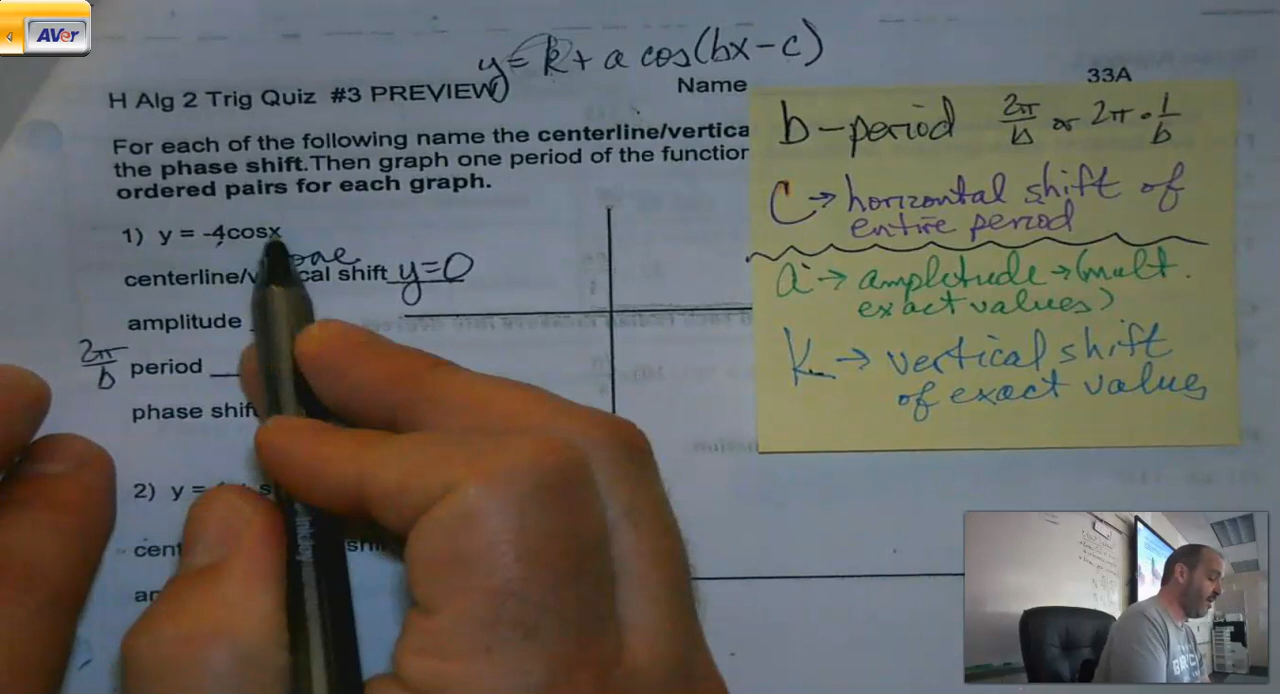 AVer
y = k + a cos(bx - c)
H Alg 2 Trig Quiz #3 PREVIEW
Name
33A
For each of the following name the centerline/vertica
the phase shift. Then graph one period of the function
ordered pairs for each graph.
1) y = -4cosx
none
centerline/v cal shift y=0
amplitude
2π/b period
phase shif
2) y =
cent
b-period 2π/b or 2π · 1/b
C → horizontal shift of
entire period
a → ampletude → (mult.
exact values)
K → vertical shift
of exact values